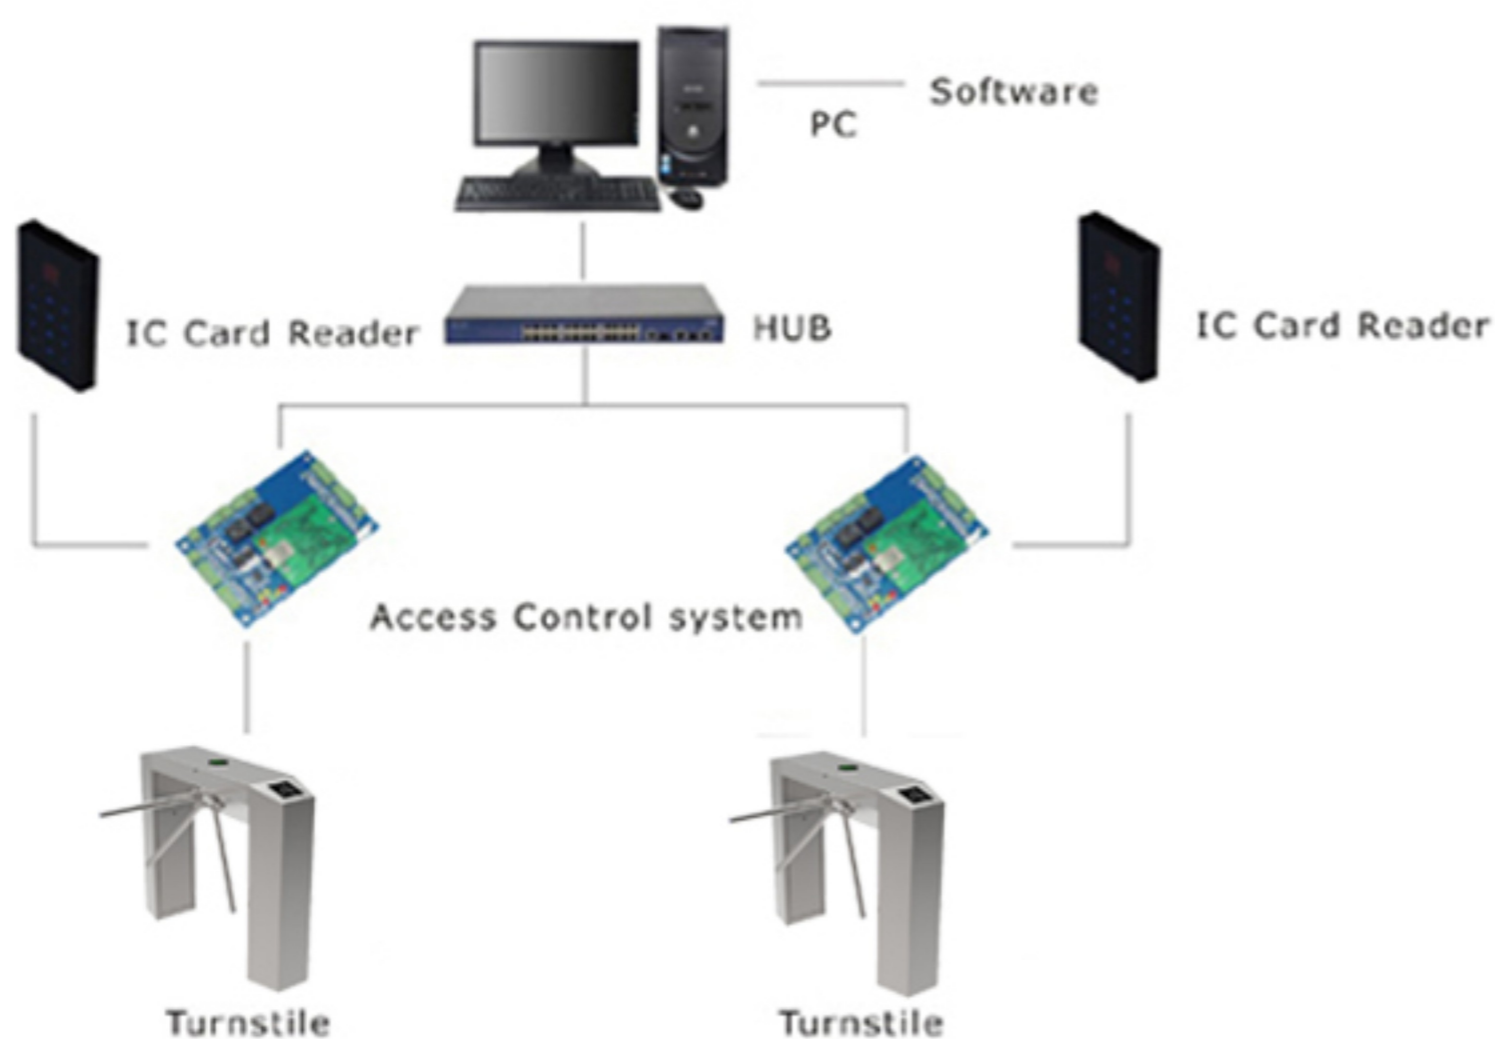 Software
PC
IC Card Reader
HUB
IC Card Reader
Access Control system
Turnstile
Turnstile